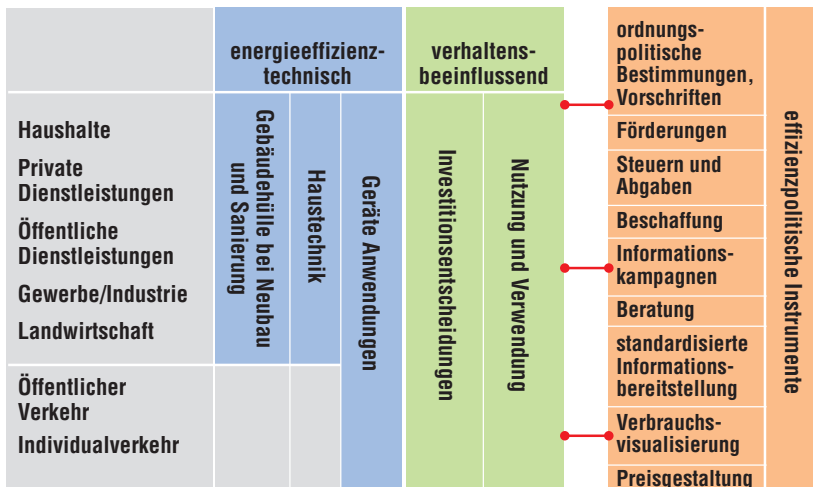 energieeffizienz-
technisch
verhaltens-
beeinflussend
Haushalte
Private
Dienstleistungen
Öffentliche
Dienstleistungen
Gewerbe/Industrie
Landwirtschaft
Öffentlicher
Verkehr
Individualverkehr
Gebäudehülle bei Neubau
und Sanierung
Haustechnik
Geräte Anwendungen
Investitionsentscheidungen
Nutzung und Verwendung
ordnungs-
politische
Bestimmungen,
Vorschriften
Förderungen
Steuern und
Abgaben
Beschaffung
Informations-
kampagnen
Beratung
standardisierte
Informations-
bereitstellung
Verbrauchs-
visualisierung
Preisgestaltung
effizienzpolitische Instrumente